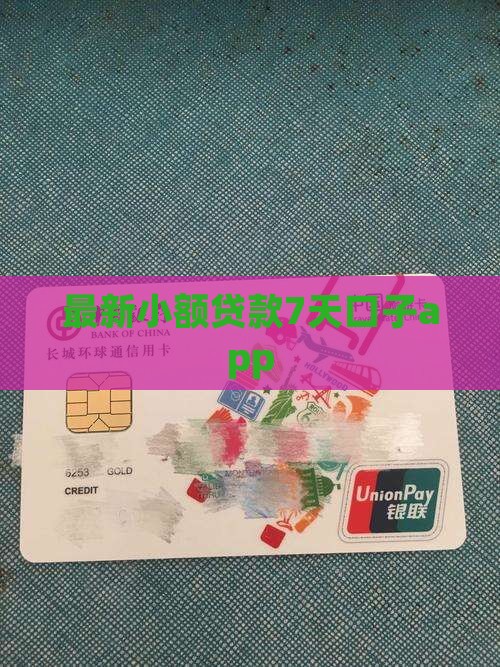 最新小额贷款7天口子a
pp
BANK OF CHINA
长城环球通信用卡
6253 GOLD
CREDIT
UnionPay
银联